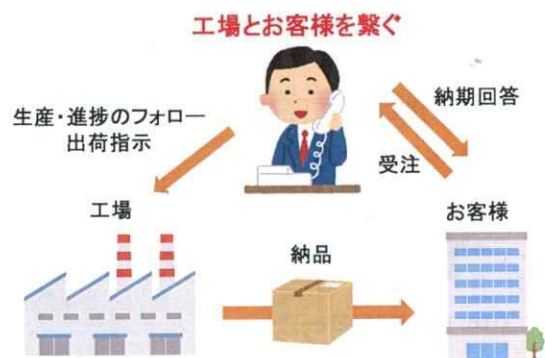 工場とお客様を繋ぐ
生産・進捗のフォロー
出荷指示
納期回答
受注
工場
お客様
納品